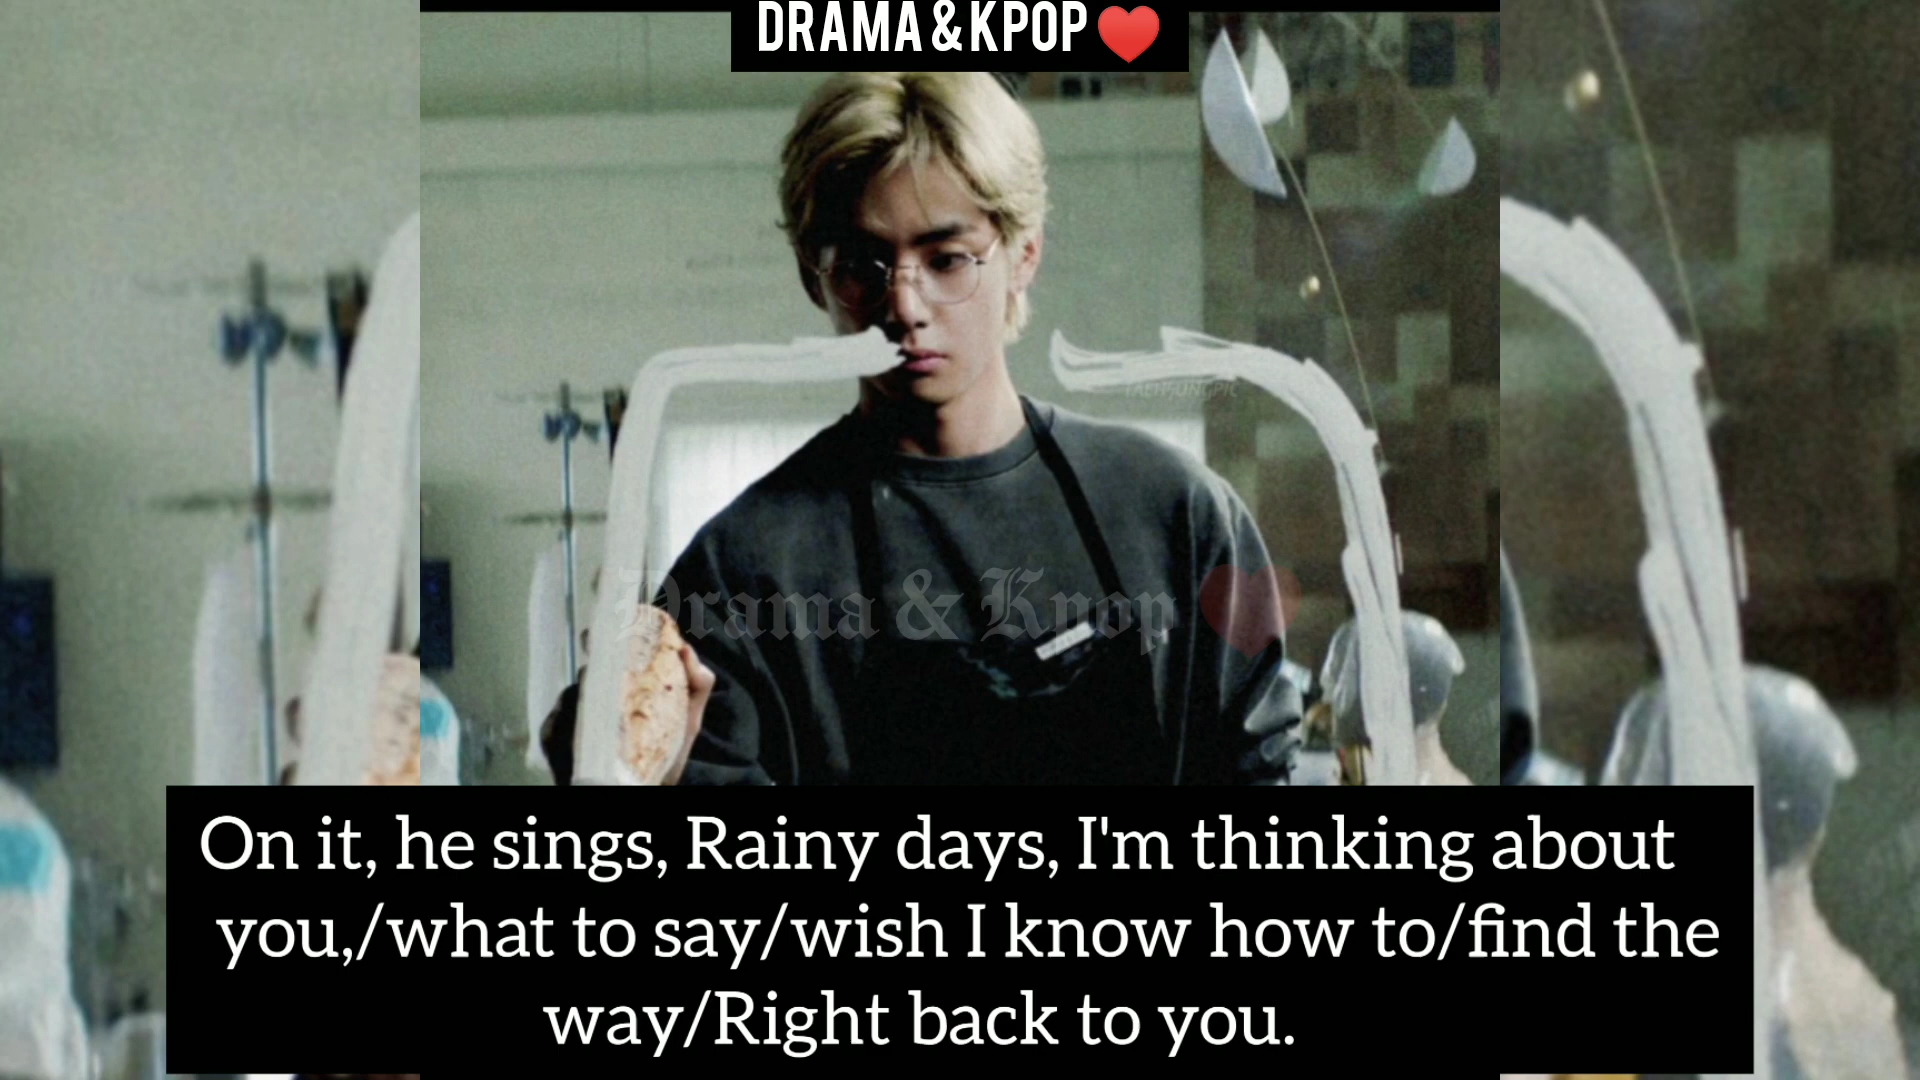 DRAMA & KPOP
Drama & Kpop
On it, he sings, Rainy days, I'm thinking about
you,/what to say/wish I know how to/find the
way/Right back to you.